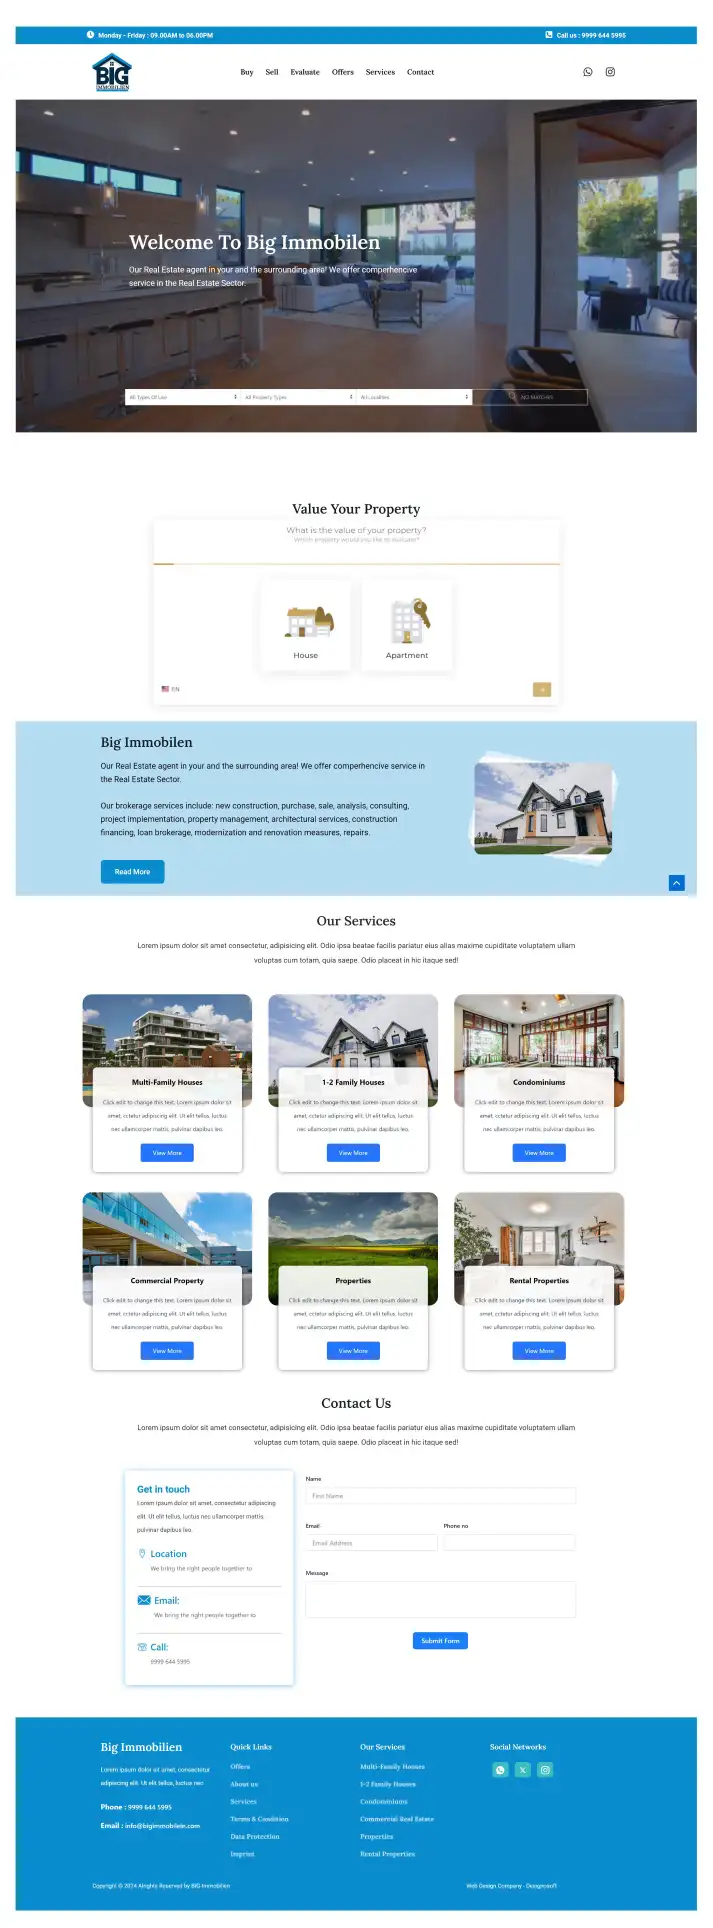 Monday - Friday : 09.00AM to 06.00PM
Call us : 9999 644 5995
BIG
IMMOBILIEN
Buy Sell Evaluate Offers Services Contact
Welcome To Big Immobilen
Our Real Estate agent in your and the surrounding area! We offer comperhencive
service in the Real Estate Sector.
All Types Of Use
All Property Types
All Localities
NO MATCHES
Value Your Property
What is the value of your property?
Which property would you like to evaluate?
House
Apartment
EN
Big Immobilen
Our Real Estate agent in your and the surrounding area! We offer comperhencive service in
the Real Estate Sector.
Our brokerage services include: new construction, purchase, sale, analysis, consulting,
project implementation, property management, architectural services, construction
financing, loan brokerage, modernization and renovation measures, repairs.
Read More
Our Services
Lorem ipsum dolor sit amet consectetur, adipisicing elit. Odio ipsa beatae facilis pariatur eius alias maxime cupiditate voluptatem ullam
voluptas cum totam, quia saepe. Odio placeat in hic itaque sed!
Multi-Family Houses
Click edit to change this text. Lorem ipsum dolor sit
amet, cctetur adipiscing elit. Ut elit tellus, luctus
nec ullamcorper mattis, pulvinar dapibus leo.
View More
1-2 Family Houses
Click edit to change this text. Lorem ipsum dolor sit
amet, cctetur adipiscing elit. Ut elit tellus, luctus
nec ullamcorper mattis, pulvinar dapibus leo.
View More
Condominiums
Click edit to change this text. Lorem ipsum dolor sit
amet, cctetur adipiscing elit. Ut elit tellus, luctus
nec ullamcorper mattis, pulvinar dapibus leo.
View More
Commercial Property
Click edit to change this text. Lorem ipsum dolor sit
amet, cctetur adipiscing elit. Ut elit tellus, luctus
nec ullamcorper mattis, pulvinar dapibus leo.
View More
Properties
Click edit to change this text. Lorem ipsum dolor sit
amet, cctetur adipiscing elit. Ut elit tellus, luctus
nec ullamcorper mattis, pulvinar dapibus leo.
View More
Rental Properties
Click edit to change this text. Lorem ipsum dolor sit
amet, cctetur adipiscing elit. Ut elit tellus, luctus
nec ullamcorper mattis, pulvinar dapibus leo.
View More
Contact Us
Lorem ipsum dolor sit amet consectetur, adipisicing elit. Odio ipsa beatae facilis pariatur eius alias maxime cupiditate voluptatem ullam
voluptas cum totam, quia saepe. Odio placeat in hic itaque sed!
Get in touch
Lorem ipsum dolor sit amet, consectetur adipiscing
elit. Ut elit tellus, luctus nec ullamcorper mattis,
pulvinar dapibus leo.
Location
We bring the right people together to
Email:
We bring the right people together to
Call:
9999 644 5995
Name
First Name
Email
Phone no
Email Address
Message
Submit Form
Big Immobilien
Lorem ipsum dolor sit amet, consectetur
adipiscing elit. Ut elit tellus, luctus nec
Phone : 9999 644 5995
Email : info@bigimmobilein.com
Quick Links
Offers
About us
Services
Terms & Condition
Data Protection
Imprint
Our Services
Multi-Family Houses
1-2 Family Houses
Condominiums
Commercial Real Estate
Properties
Rental Properties
Social Networks
Copyright © 2024 Alrights Reserved by BIG Immobilien
Web Design Company - Designosoft